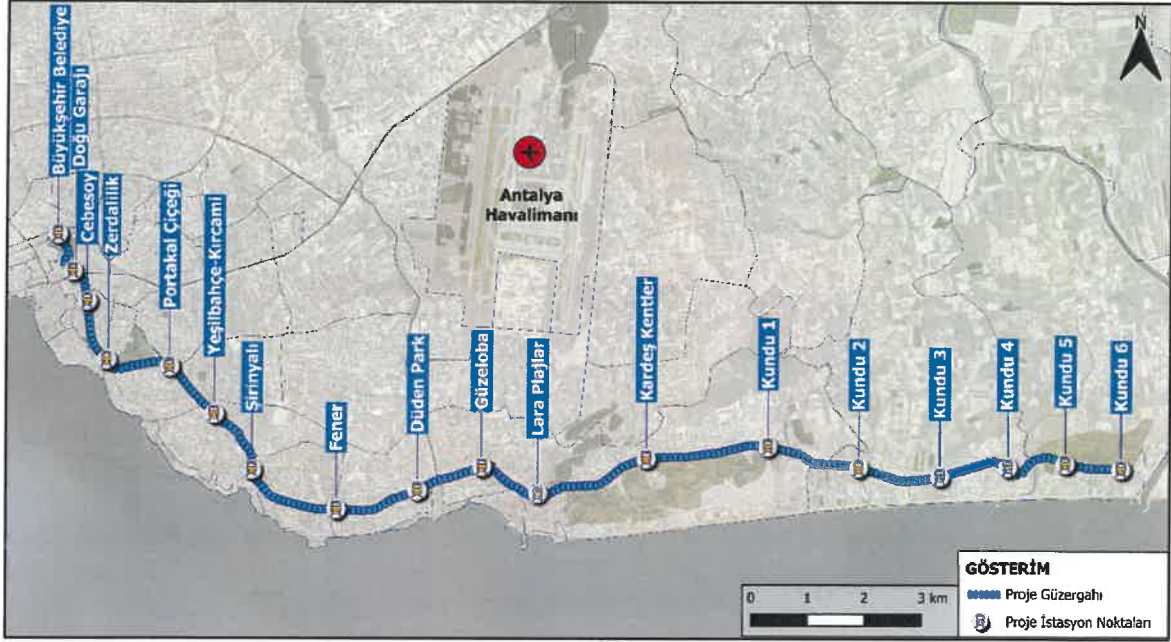 Büyükşehir Belediye
Doğu Garajı
Cebesoy
Zerdalilik
Portakal Çiçeği
Yeşilbahçe-Kırcami
Şirinyalı
Fener
Düden Park
Güzeloba
Lara Plajlar
Kardeş Kentler
Kundu 1
Kundu 2
Kundu 3
Kundu 4
Kundu 5
Kundu 6
Antalya
Havalimanı
N
0 1 2 3 km
GÖSTERİM
Proje Güzergahı
Proje İstasyon Noktaları